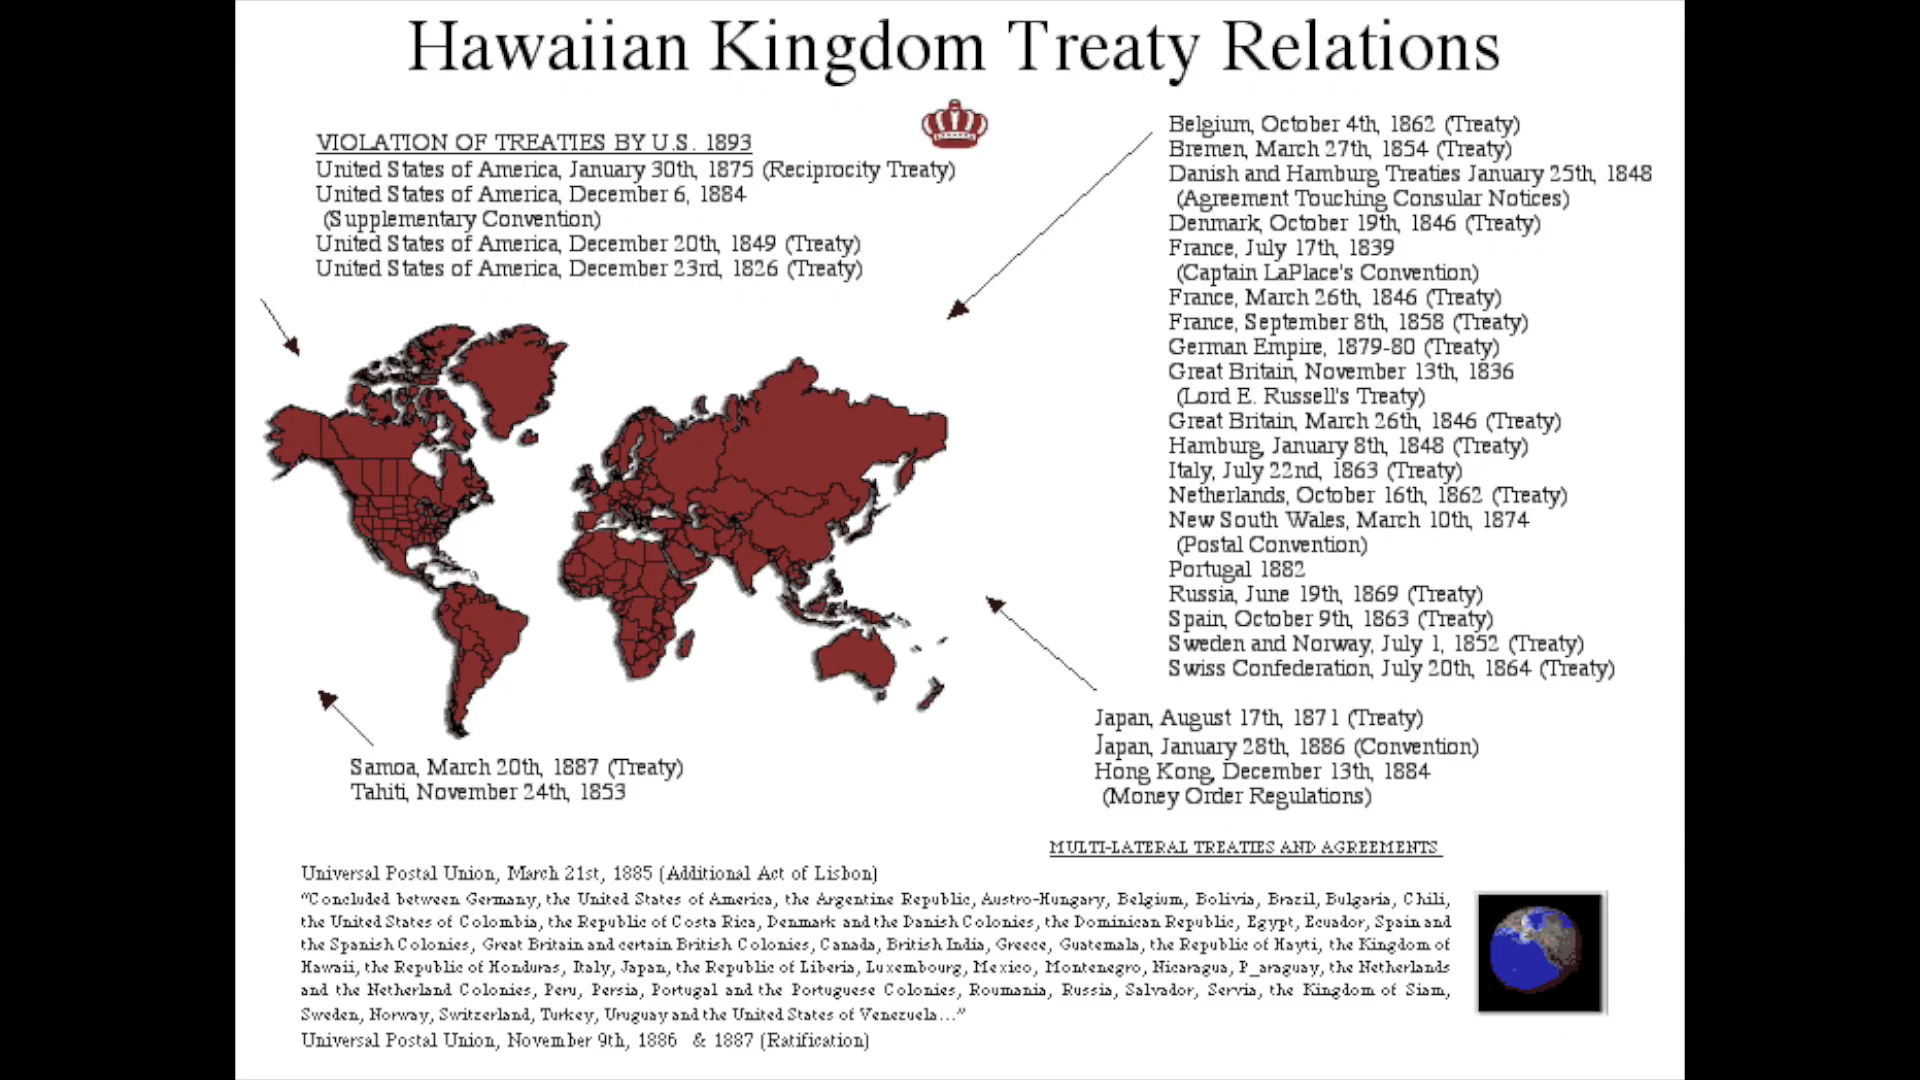 Hawaiian Kingdom Treaty Relations
VIOLATION OF TREATIES BY U.S. 1893
United States of America, January 30th, 1875 (Reciprocity Treaty)
United States of America, December 6, 1884
(Supplementary Convention)
United States of America, December 20th, 1849 (Treaty)
United States of America, December 23rd, 1826 (Treaty)
Belgium, October 4th, 1862 (Treaty)
Bremen, March 27th, 1854 (Treaty)
Danish and Hamburg Treaties January 25th, 1848
(Agreement Touching Consular Notices)
Denmark, October 19th, 1846 (Treaty)
France, July 17th, 1839
(Captain LaPlace's Convention)
France, March 26th, 1846 (Treaty)
France, September 8th, 1858 (Treaty)
German Empire, 1879-80 (Treaty)
Great Britain, November 13th, 1836
(Lord E. Russell's Treaty)
Great Britain, March 26th, 1846 (Treaty)
Hamburg, January 8th, 1848 (Treaty)
Italy, July 22nd, 1863 (Treaty)
Netherlands, October 16th, 1862 (Treaty)
New South Wales, March 10th, 1874
(Postal Convention)
Portugal 1882
Russia, June 19th, 1869 (Treaty)
Spain, October 9th, 1863 (Treaty)
Sweden and Norway, July 1, 1852 (Treaty)
Swiss Confederation, July 20th, 1864 (Treaty)
Japan, August 17th, 1871 (Treaty)
Japan, January 28th, 1886 (Convention)
Hong Kong, December 13th, 1884
(Money Order Regulations)
Samoa, March 20th, 1887 (Treaty)
Tahiti, November 24th, 1853
MULTI-LATERAL TREATIES AND AGREEMENTS
Universal Postal Union, March 21st, 1885 (Additional Act of Lisbon)
“Concluded between Germany, the United States of America, the Argentine Republic, Austro-Hungary, Belgium, Bolivia, Brazil, Bulgaria, Chili,
the United States of Colombia, the Republic of Costa Rica, Denmark and the Danish Colonies, the Dominican Republic, Egypt, Ecuador, Spain and
the Spanish Colonies, Great Britain and certain British Colonies, Canada, British India, Greece, Guatemala, the Republic of Hayti, the Kingdom of
Hawaii, the Republic of Honduras, Italy, Japan, the Republic of Liberia, Luxembourg, Mexico, Montenegro, Nicaragua, P_araguay, the Netherlands
and the Netherland Colonies, Peru, Persia, Portugal and the Portuguese Colonies, Roumania, Russia, Salvador, Servia, the Kingdom of Siam,
Sweden, Norway, Switzerland, Turkey, Uruguay and the United States of Venezuela...”
Universal Postal Union, November 9th, 1886 & 1887 (Ratification)